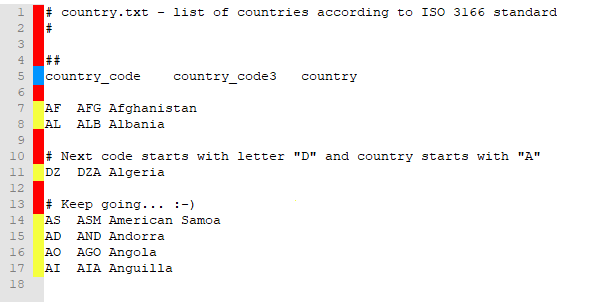 1 # country.txt - list of countries according to ISO 3166 standard
2 #
3
4 ##
5 country_code country_code3 country
6
7 AF AFG Afghanistan
8 AL ALB Albania
9
10 # Next code starts with letter "D" and country starts with "A"
11 DZ DZA Algeria
12
13 # Keep going... :-)
14 AS ASM American Samoa
15 AD AND Andorra
16 AO AGO Angola
17 AI AIA Anguilla
18